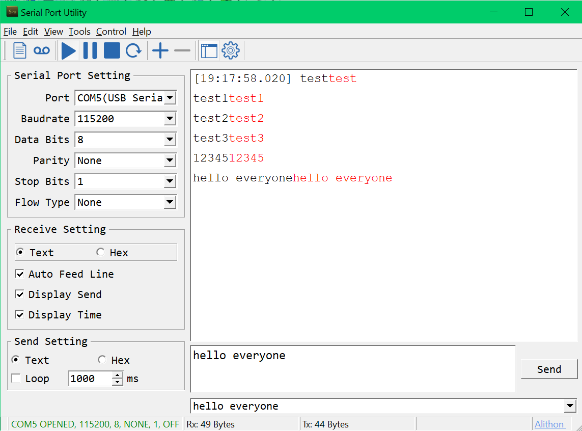 Serial Port Utility
File Edit View Tools Control Help
Serial Port Setting
Port COM5(USB Seria
Baudrate 115200
Data Bits 8
Parity None
Stop Bits 1
Flow Type None
Receive Setting
Text Hex
Auto Feed Line
Display Send
Display Time
Send Setting
Text Hex
Loop 1000 ms
[19:17:58.020] testtest
test1test1
test2test2
test3test3
1234512345
hello everyonehello everyone
hello everyone
Send
hello everyone
COM5 OPENED, 115200, 8, NONE, 1, OFF Rx: 49 Bytes Tx: 44 Bytes Alithon